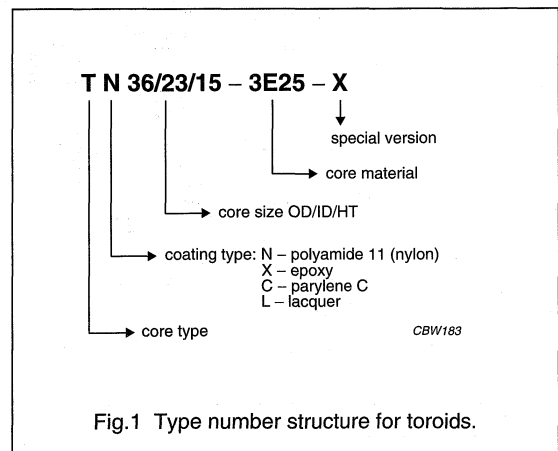 T N 36/23/15 – 3E25 – X
special version
core material
core size OD/ID/HT
coating type: N – polyamide 11 (nylon)
X – epoxy
C – parylene C
L – lacquer
core type
CBW183
Fig.1 Type number structure for toroids.